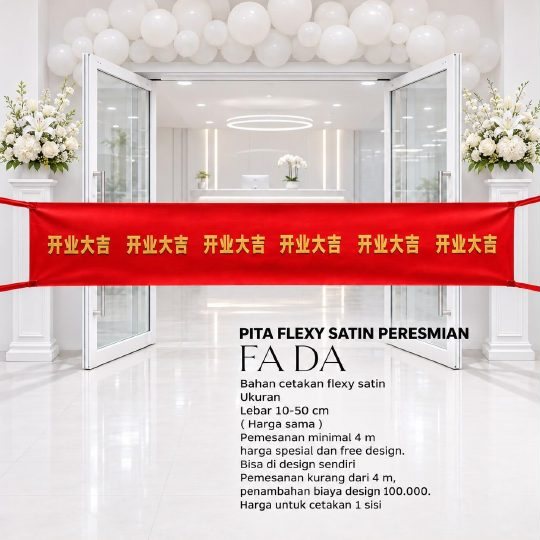 开业大吉 开业大吉 开业大吉 开业大吉 开业大吉 开业大吉
PITA FLEXY SATIN PERESMIAN
FA DA
Bahan cetakan flexy satin
Ukuran
Lebar 10-50 cm
( Harga sama )
Pemesanan minimal 4 m
harga spesial dan free design.
Bisa di design sendiri
Pemesanan kurang dari 4 m,
penambahan biaya design 100.000.
Harga untuk cetakan 1 sisi